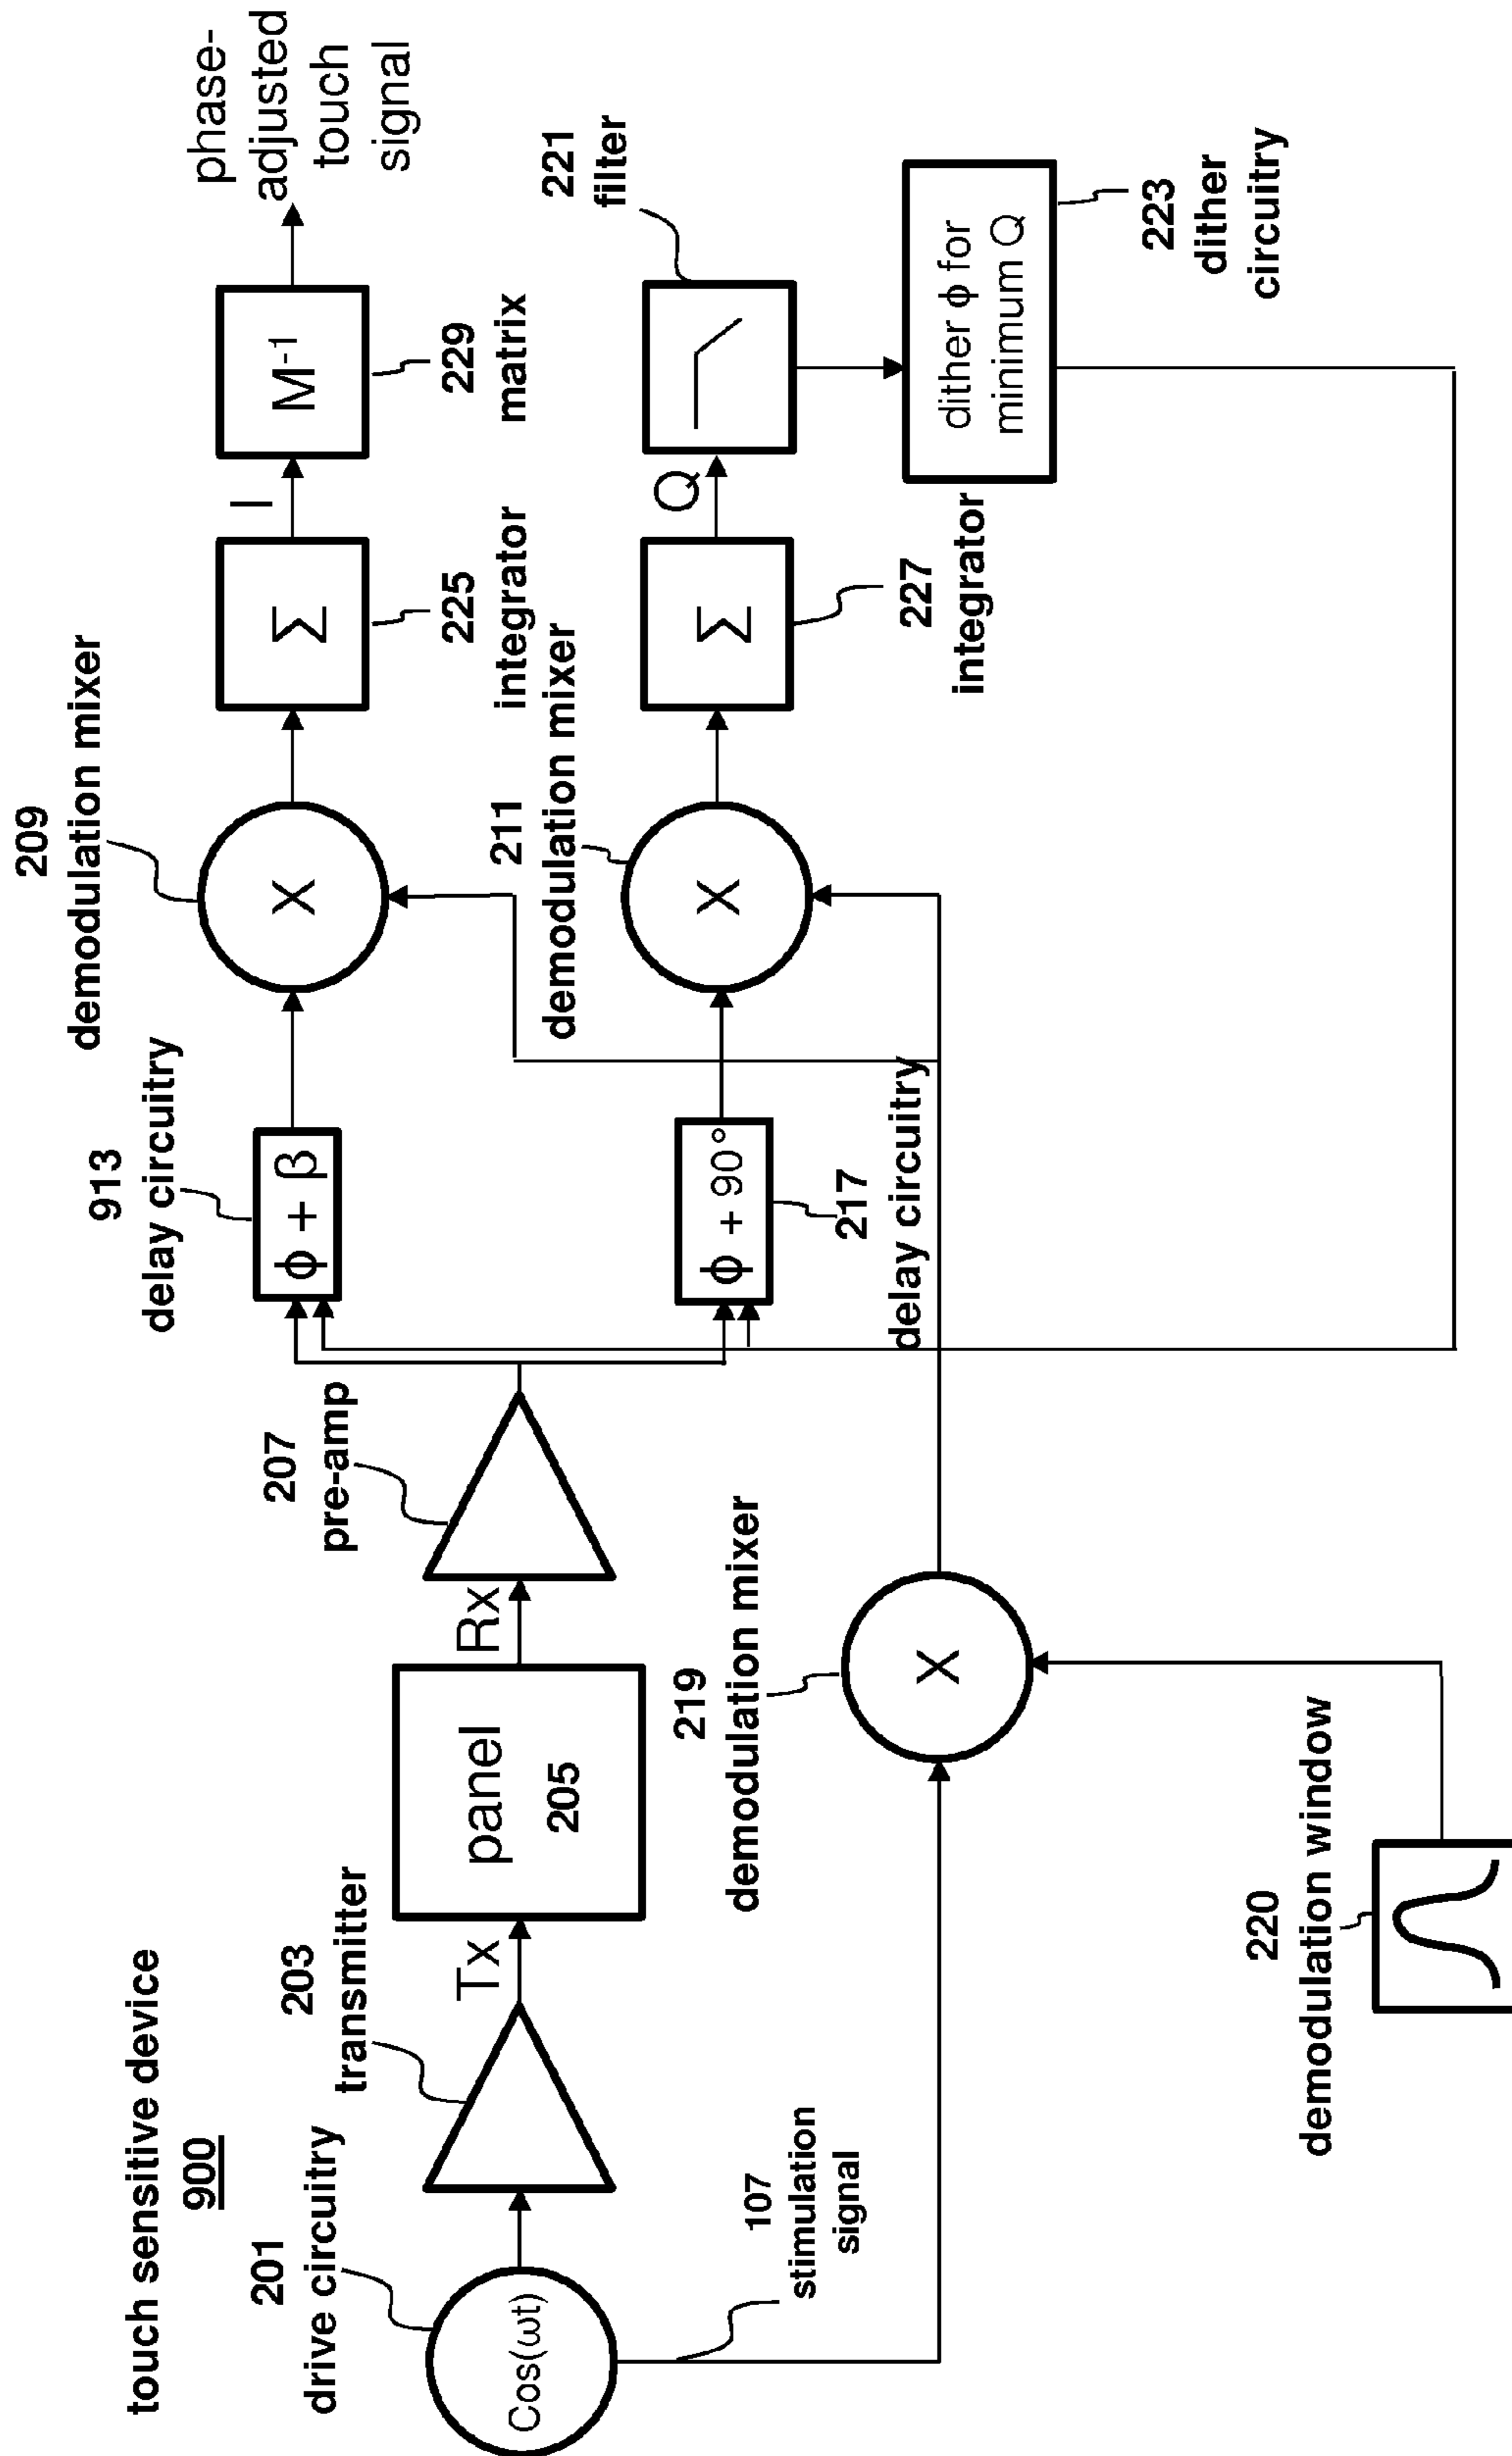 touch sensitive device
900
201
drive circuitry
Cos(ωt)
107
stimulation
signal
203
transmitter
Tx
panel
205
Rx
207
pre-amp
219
demodulation mixer
X
220
demodulation window
913
delay circuitry
ϕ + β
ϕ + 90°
217
delay circuitry
209
demodulation mixer
X
211
demodulation mixer
X
Σ
225
integrator
I
Σ
227
integrator
Q
M-1
229
matrix
phase-
adjusted
touch
signal
221
filter
dither ϕ for
minimum Q
223
dither
circuitry